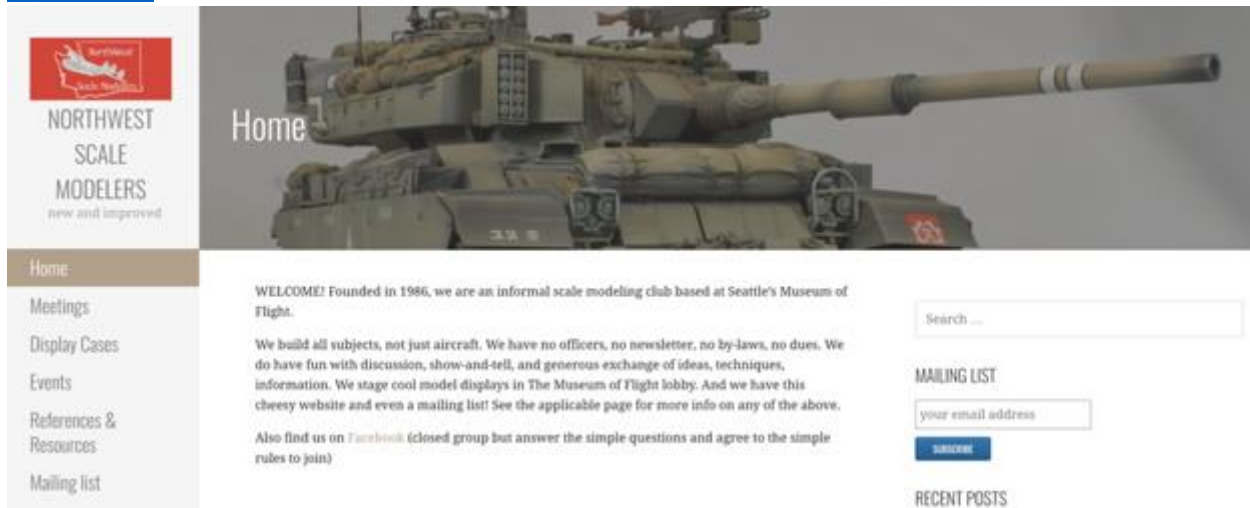 Northwest
Scale Modelers
NORTHWEST
SCALE
MODELERS
new and improved
Home
Home
Meetings
Display Cases
Events
References &
Resources
Mailing list
WELCOME! Founded in 1986, we are an informal scale modeling club based at Seattle's Museum of
Flight.
We build all subjects, not just aircraft. We have no officers, no newsletter, no by-laws, no dues. We
do have fun with discussion, show-and-tell, and generous exchange of ideas, techniques,
information. We stage cool model displays in The Museum of Flight lobby. And we have this
cheesy website and even a mailing list! See the applicable page for more info on any of the above.
Also find us on Facebook (closed group but answer the simple questions and agree to the simple
rules to join)
Search ...
MAILING LIST
your email address
SUBSCRIBE
RECENT POSTS